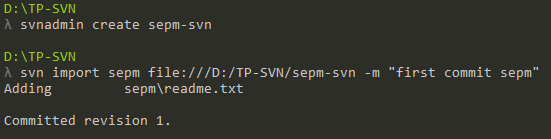 D:\TP-SVN
λ svnadmin create sepm-svn
D:\TP-SVN
λ svn import sepm file:///D:/TP-SVN/sepm-svn -m "first commit sepm"
Adding         sepm\readme.txt
Committed revision 1.